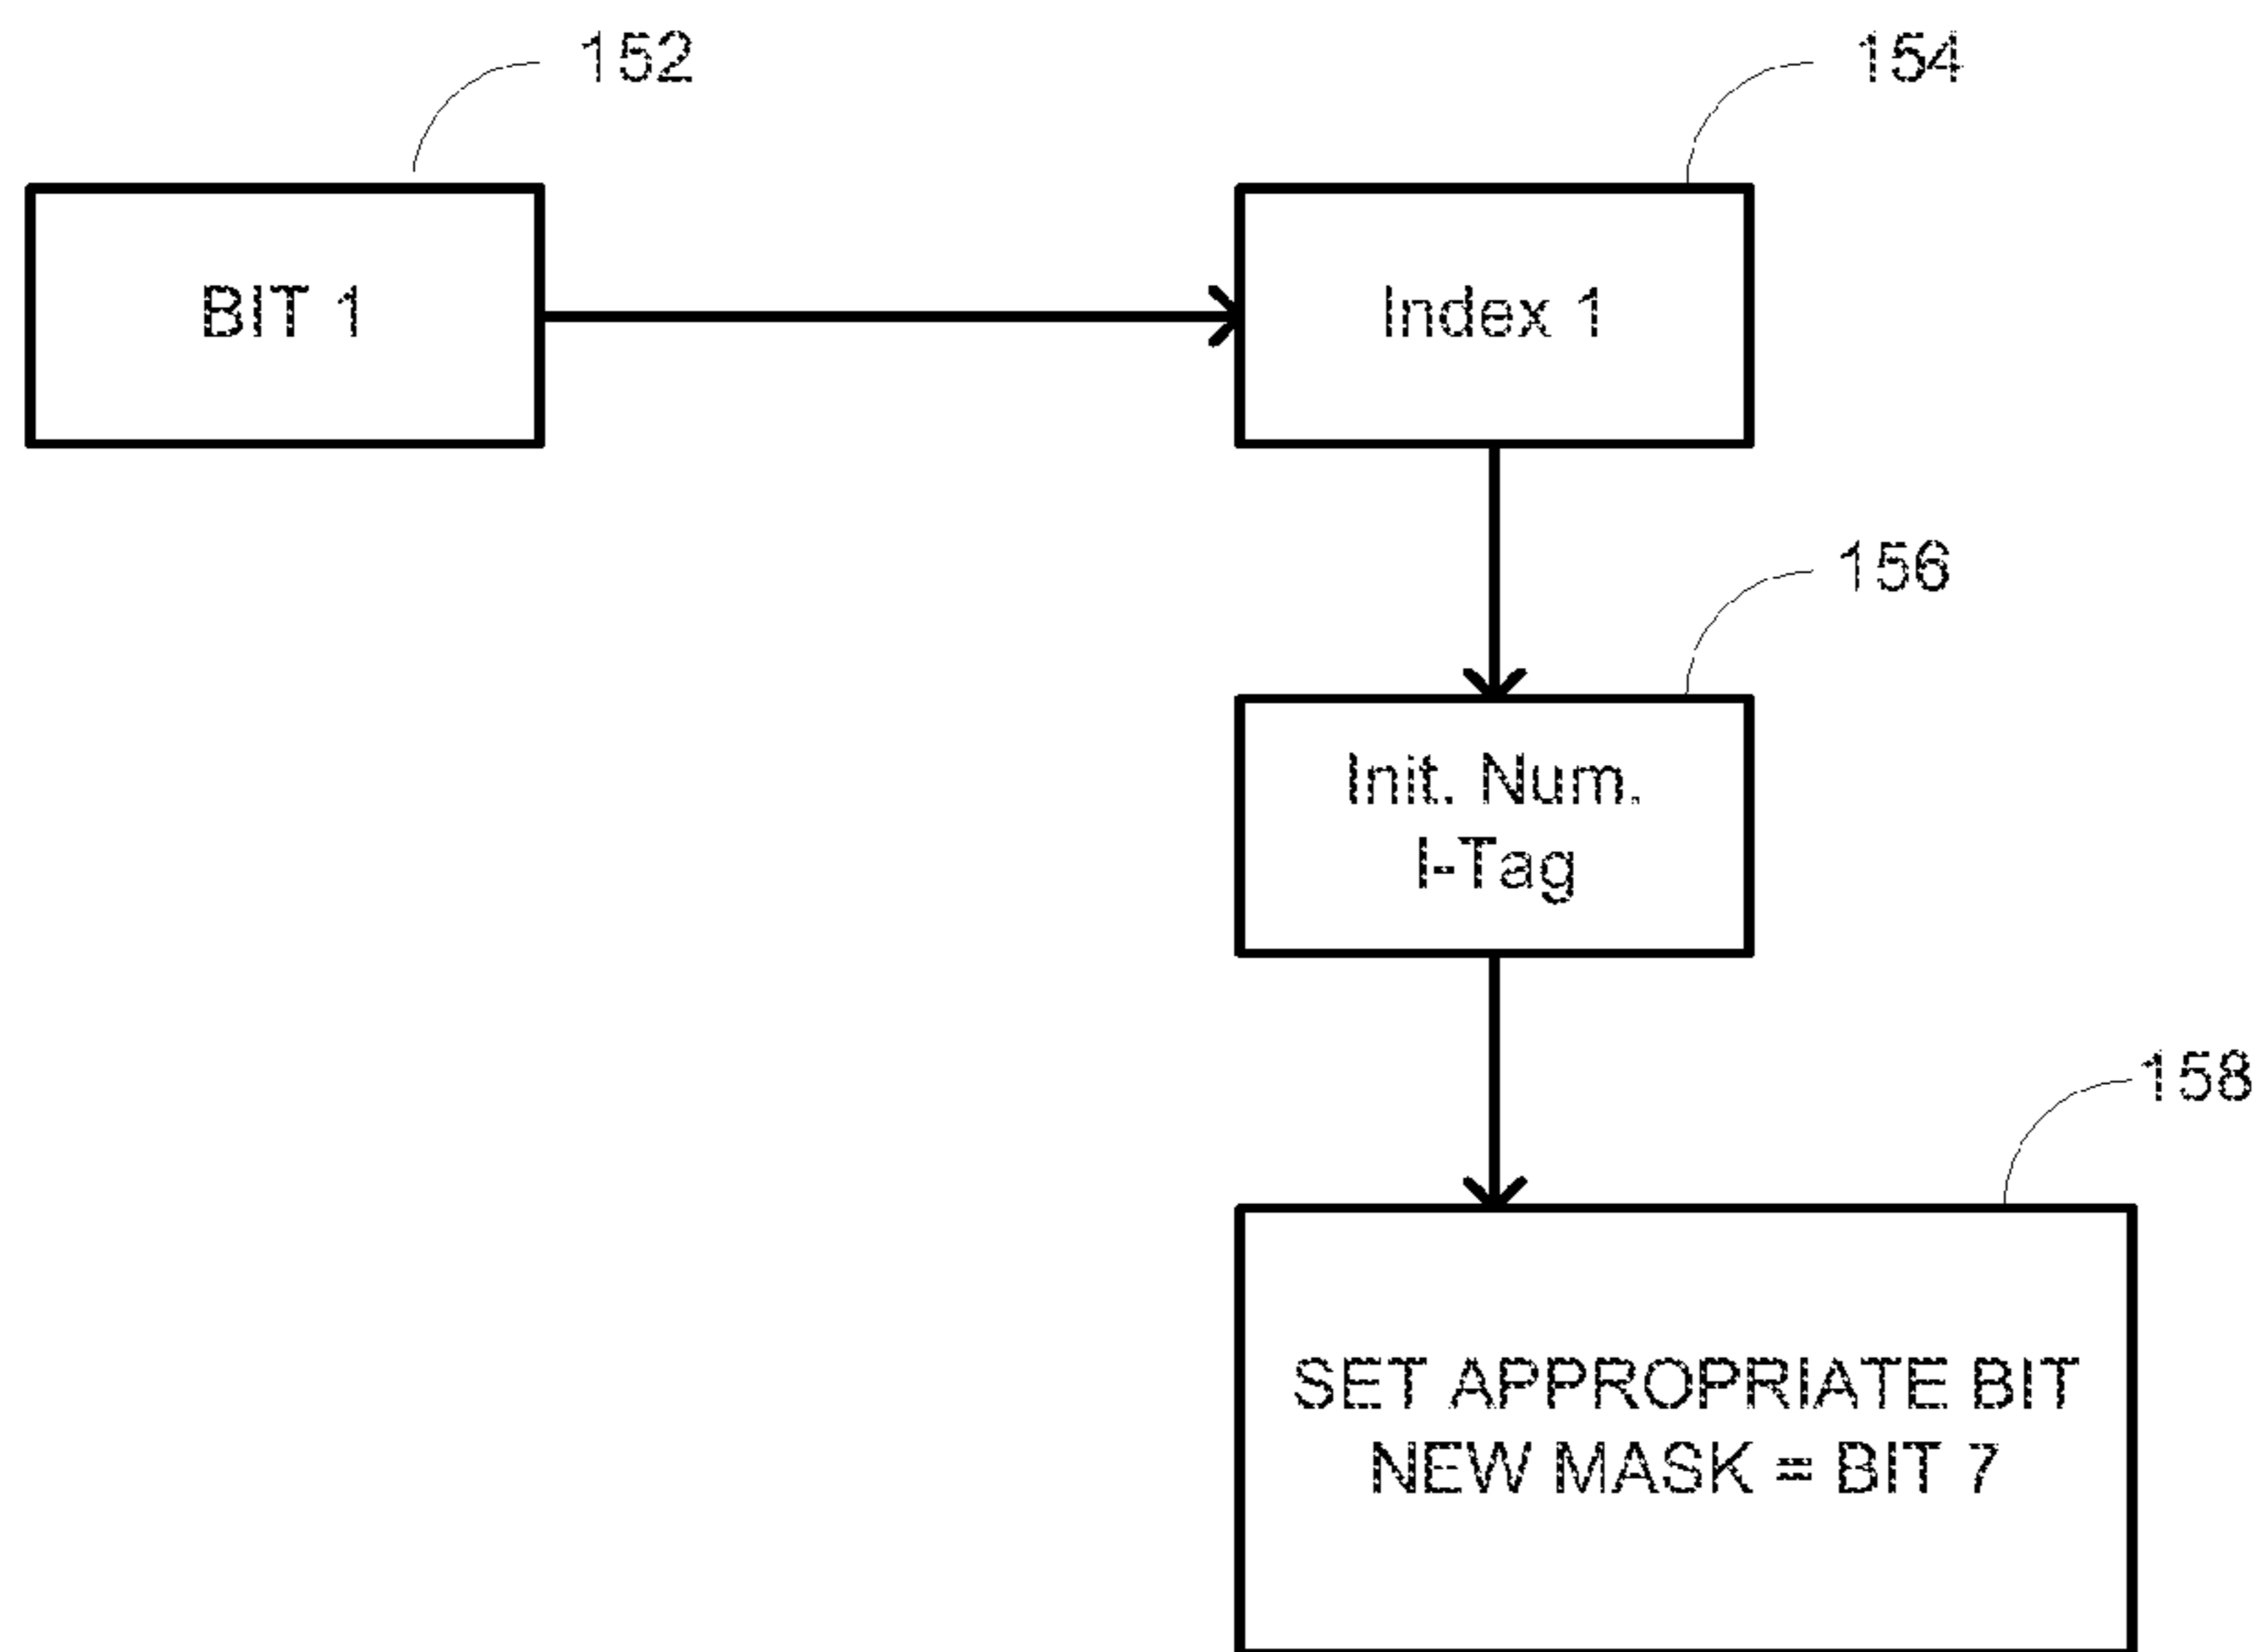 152
154
BIT 1
Index 1
156
Init. Num.
I-Tag
158
SET APPROPRIATE BIT
NEW MASK = BIT 7